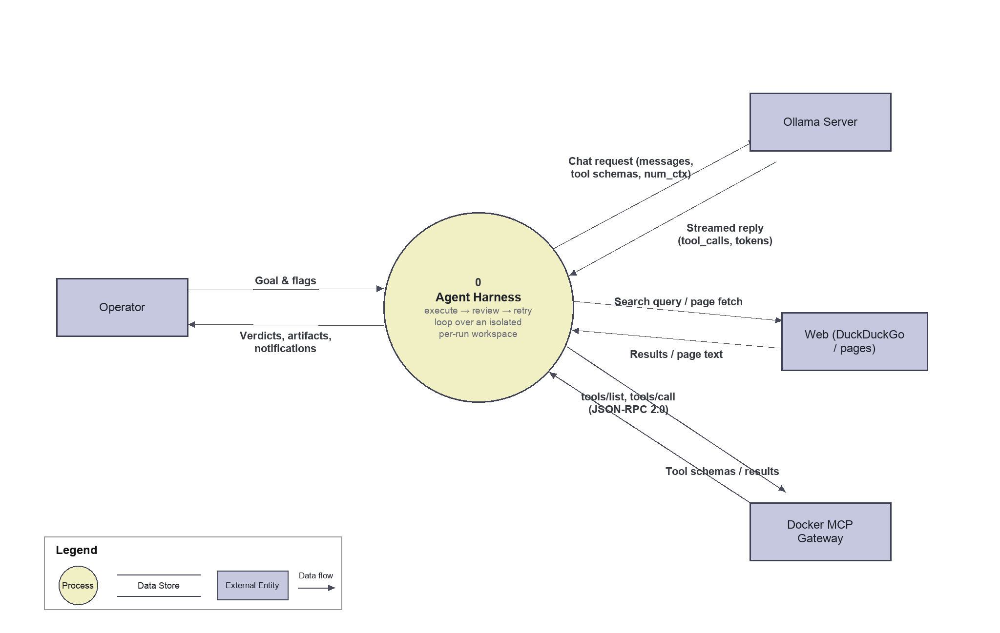 Ollama Server
Chat request (messages,
tool schemas, num_ctx)
Streamed reply
(tool_calls, tokens)
Operator
Goal & flags
Verdicts, artifacts,
notifications
0
Agent Harness
execute → review → retry
loop over an isolated
per-run workspace
Search query / page fetch
Web (DuckDuckGo
/ pages)
Results / page text
tools/list, tools/call
(JSON-RPC 2.0)
Tool schemas / results
Docker MCP
Gateway
Legend
Process
Data Store
External Entity
Data flow